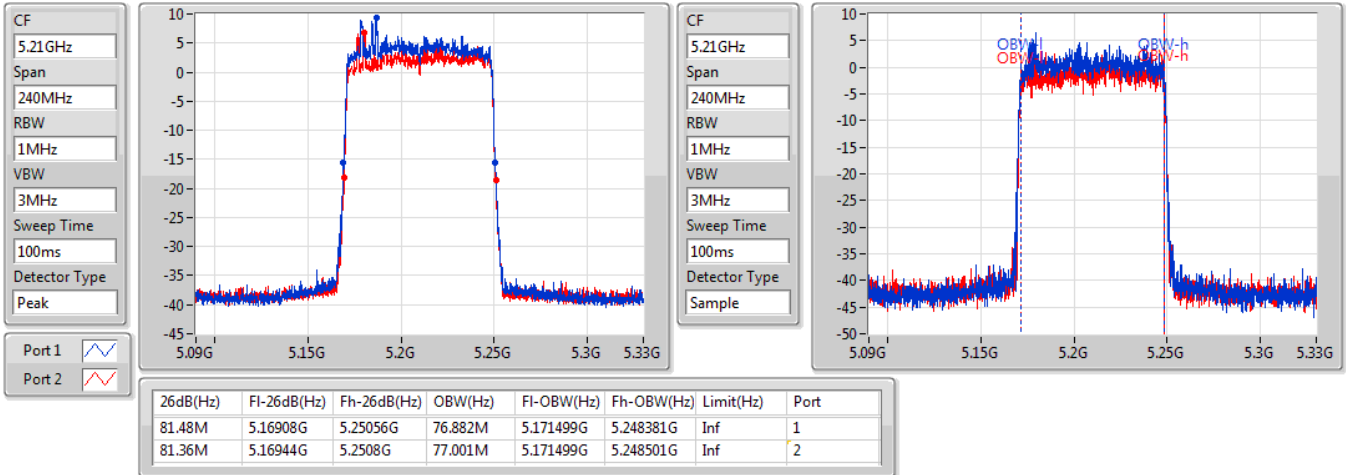 CF
5.21GHz
Span
240MHz
RBW
1MHz
VBW
3MHz
Sweep Time
100ms
Detector Type
Peak
10
5
0
-5
-10
-15
-20
-25
-30
-35
-40
-45
5.09G 5.15G 5.2G 5.25G 5.3G 5.33G
CF
5.21GHz
Span
240MHz
RBW
1MHz
VBW
3MHz
Sweep Time
100ms
Detector Type
Sample
10
5
0
-5
-10
-15
-20
-25
-30
-35
-40
-45
-50
OBW-l OBW-h
OBW-l OBW-h
5.09G 5.15G 5.2G 5.25G 5.3G 5.33G
Port 1
Port 2
26dB(Hz) Fl-26dB(Hz) Fh-26dB(Hz) OBW(Hz) Fl-OBW(Hz) Fh-OBW(Hz) Limit(Hz) Port
81.48M 5.16908G 5.25056G 76.882M 5.171499G 5.248381G Inf 1
81.36M 5.16944G 5.2508G 77.001M 5.171499G 5.248501G Inf 2